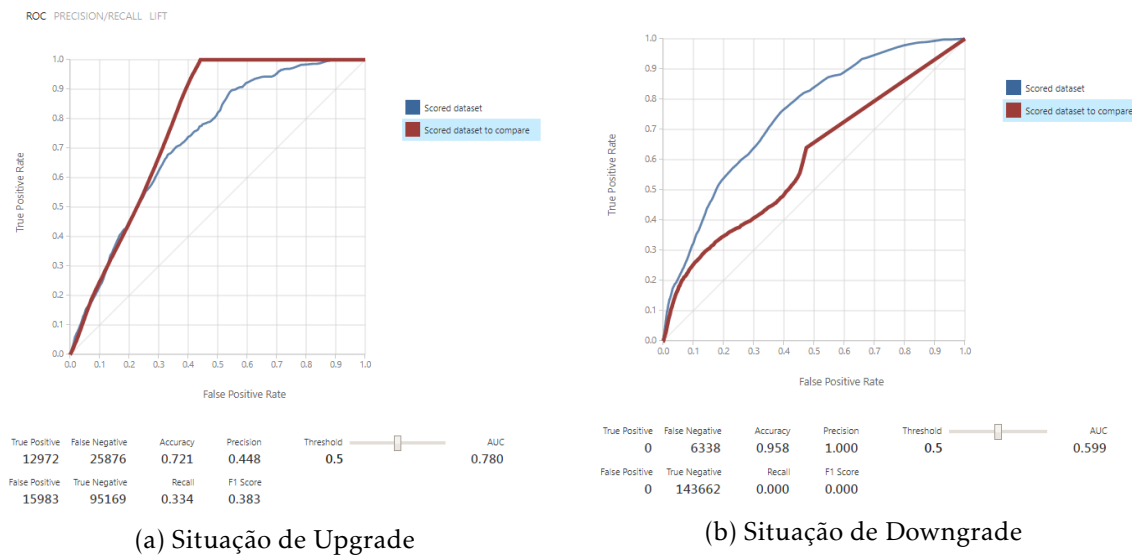 ROC PRECISION/RECALL LIFT
1.0
0.9
0.8
0.7
0.6
0.5
0.4
0.3
0.2
0.1
0.0
True Positive Rate
0.0 0.1 0.2 0.3 0.4 0.5 0.6 0.7 0.8 0.9 1.0
False Positive Rate
Scored dataset
Scored dataset to compare
True Positive False Negative Accuracy Precision Threshold AUC
12972 25876 0.721 0.448 0.5 0.780
False Positive True Negative Recall F1 Score
15983 95169 0.334 0.383
(a) Situação de Upgrade
1.0
0.9
0.8
0.7
0.6
0.5
0.4
0.3
0.2
0.1
0.0
True Positive Rate
0.0 0.1 0.2 0.3 0.4 0.5 0.6 0.7 0.8 0.9 1.0
False Positive Rate
Scored dataset
Scored dataset to compare
True Positive False Negative Accuracy Precision Threshold AUC
0 6338 0.958 1.000 0.5 0.599
False Positive True Negative Recall F1 Score
0 143662 0.000 0.000
(b) Situação de Downgrade